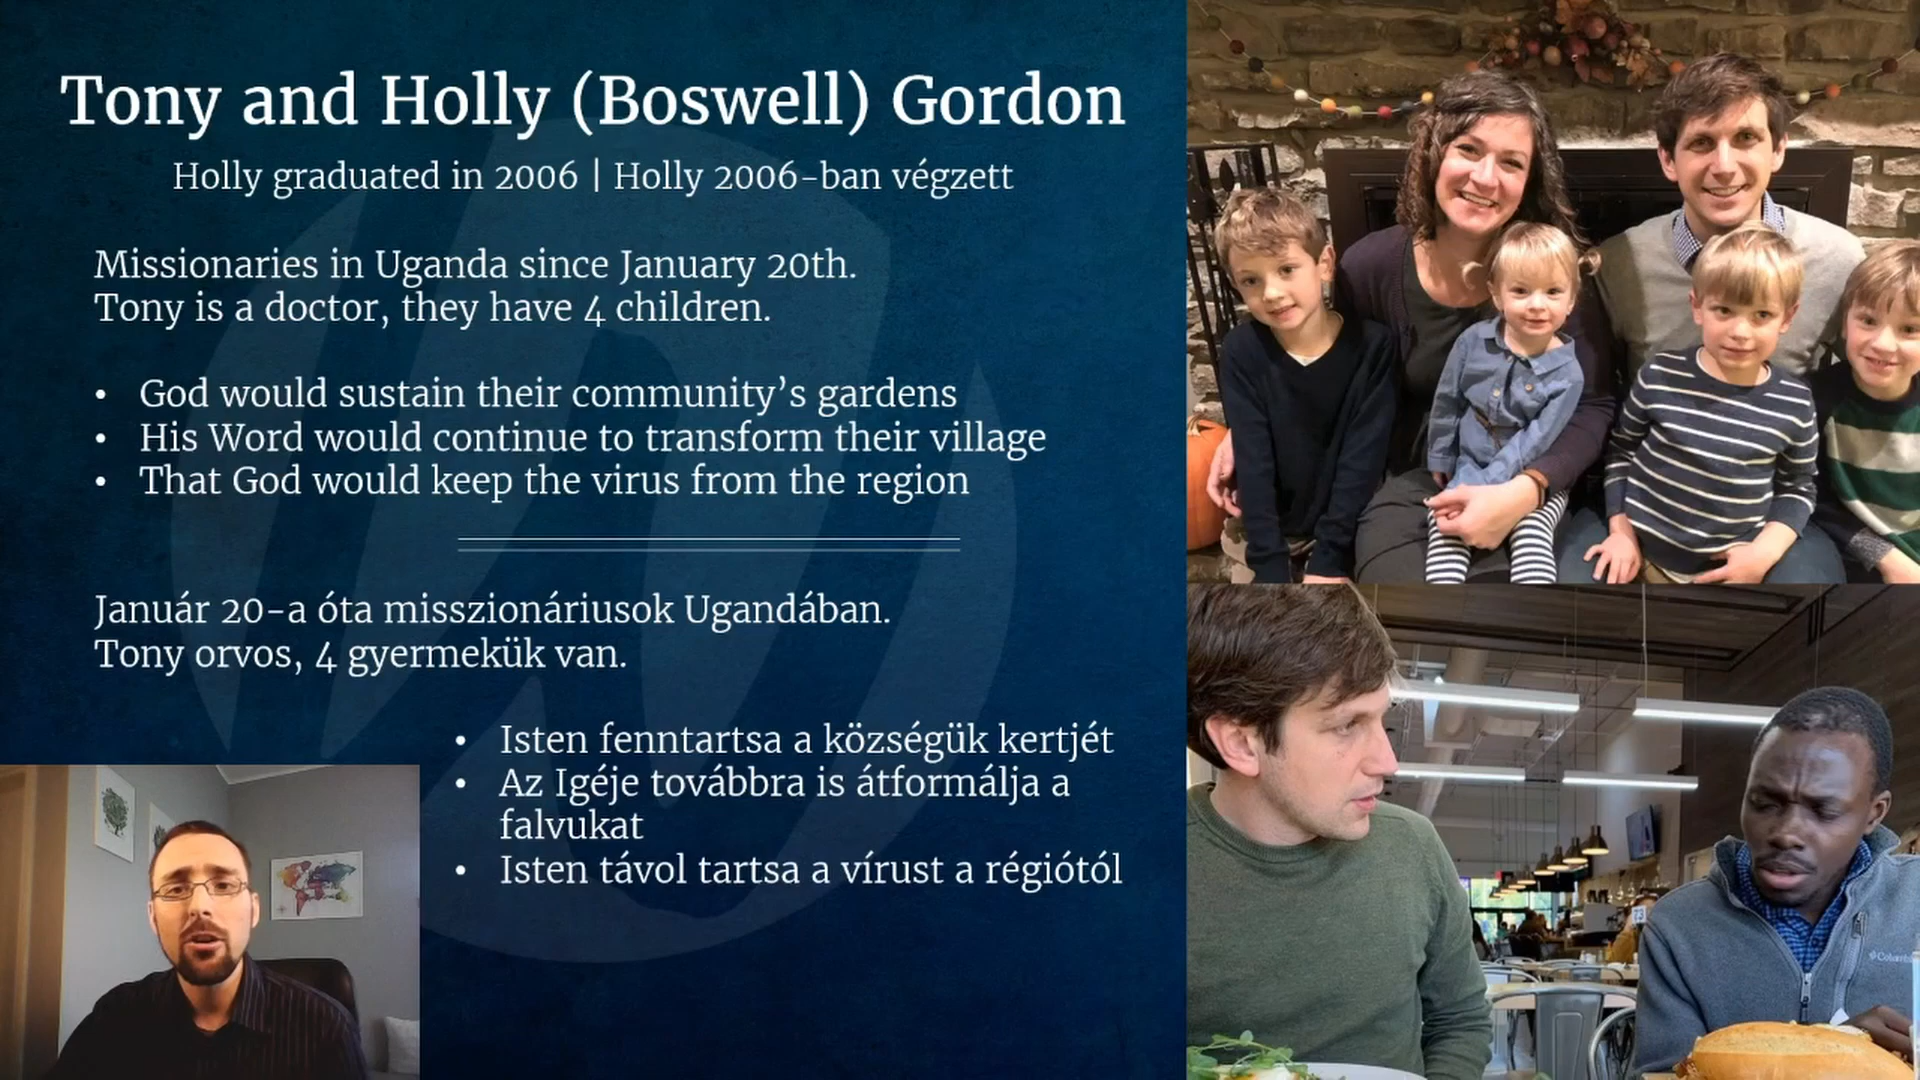 Tony and Holly (Boswell) Gordon
Holly graduated in 2006 | Holly 2006-ban végzett
Missionaries in Uganda since January 20th.
Tony is a doctor, they have 4 children.
• God would sustain their community’s gardens
• His Word would continue to transform their village
• That God would keep the virus from the region
Január 20-a óta misszionáriusok Ugandában.
Tony orvos, 4 gyermekük van.
• Isten fenntartsa a községük kertjét
• Az Igéje továbbra is átformálja a
falvukat
• Isten távol tartsa a vírust a régiótól
73